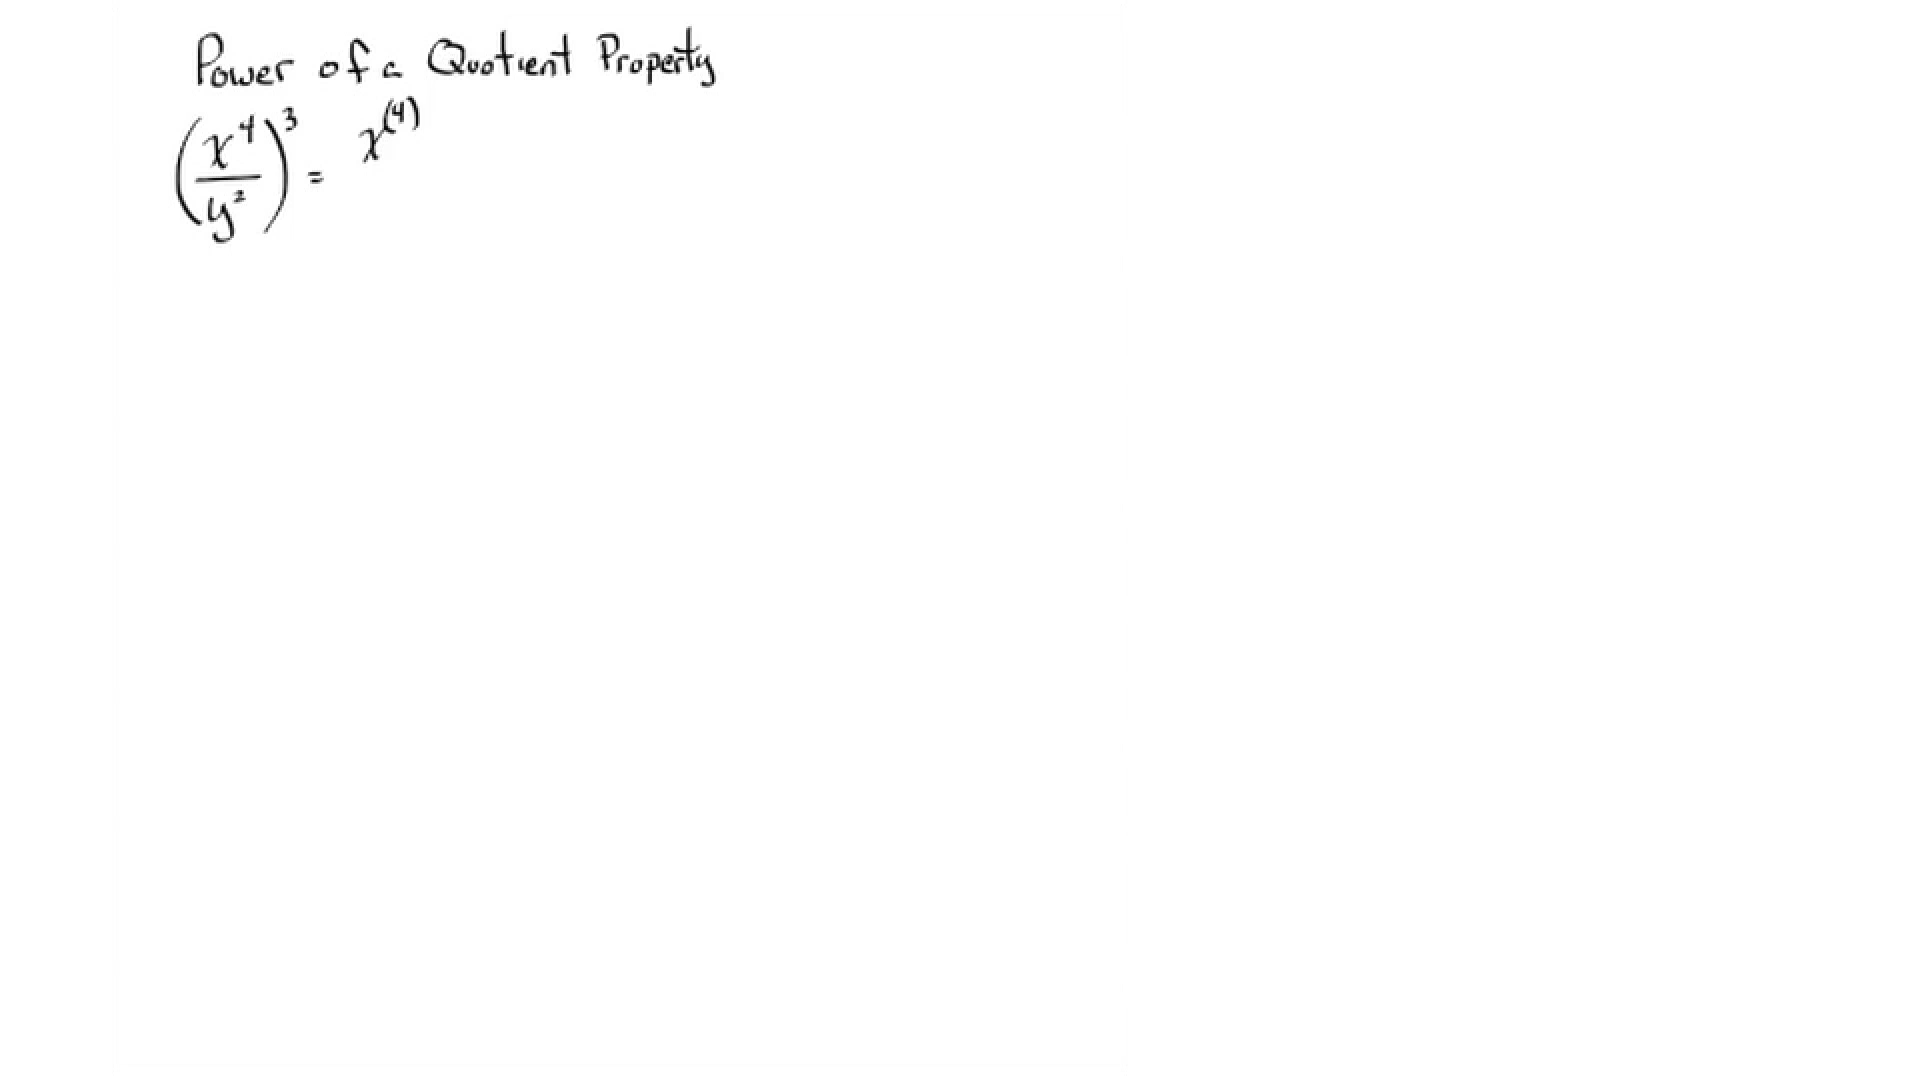 Power of a Quotient Property
(x^4/y^2)^3 = x^(4)